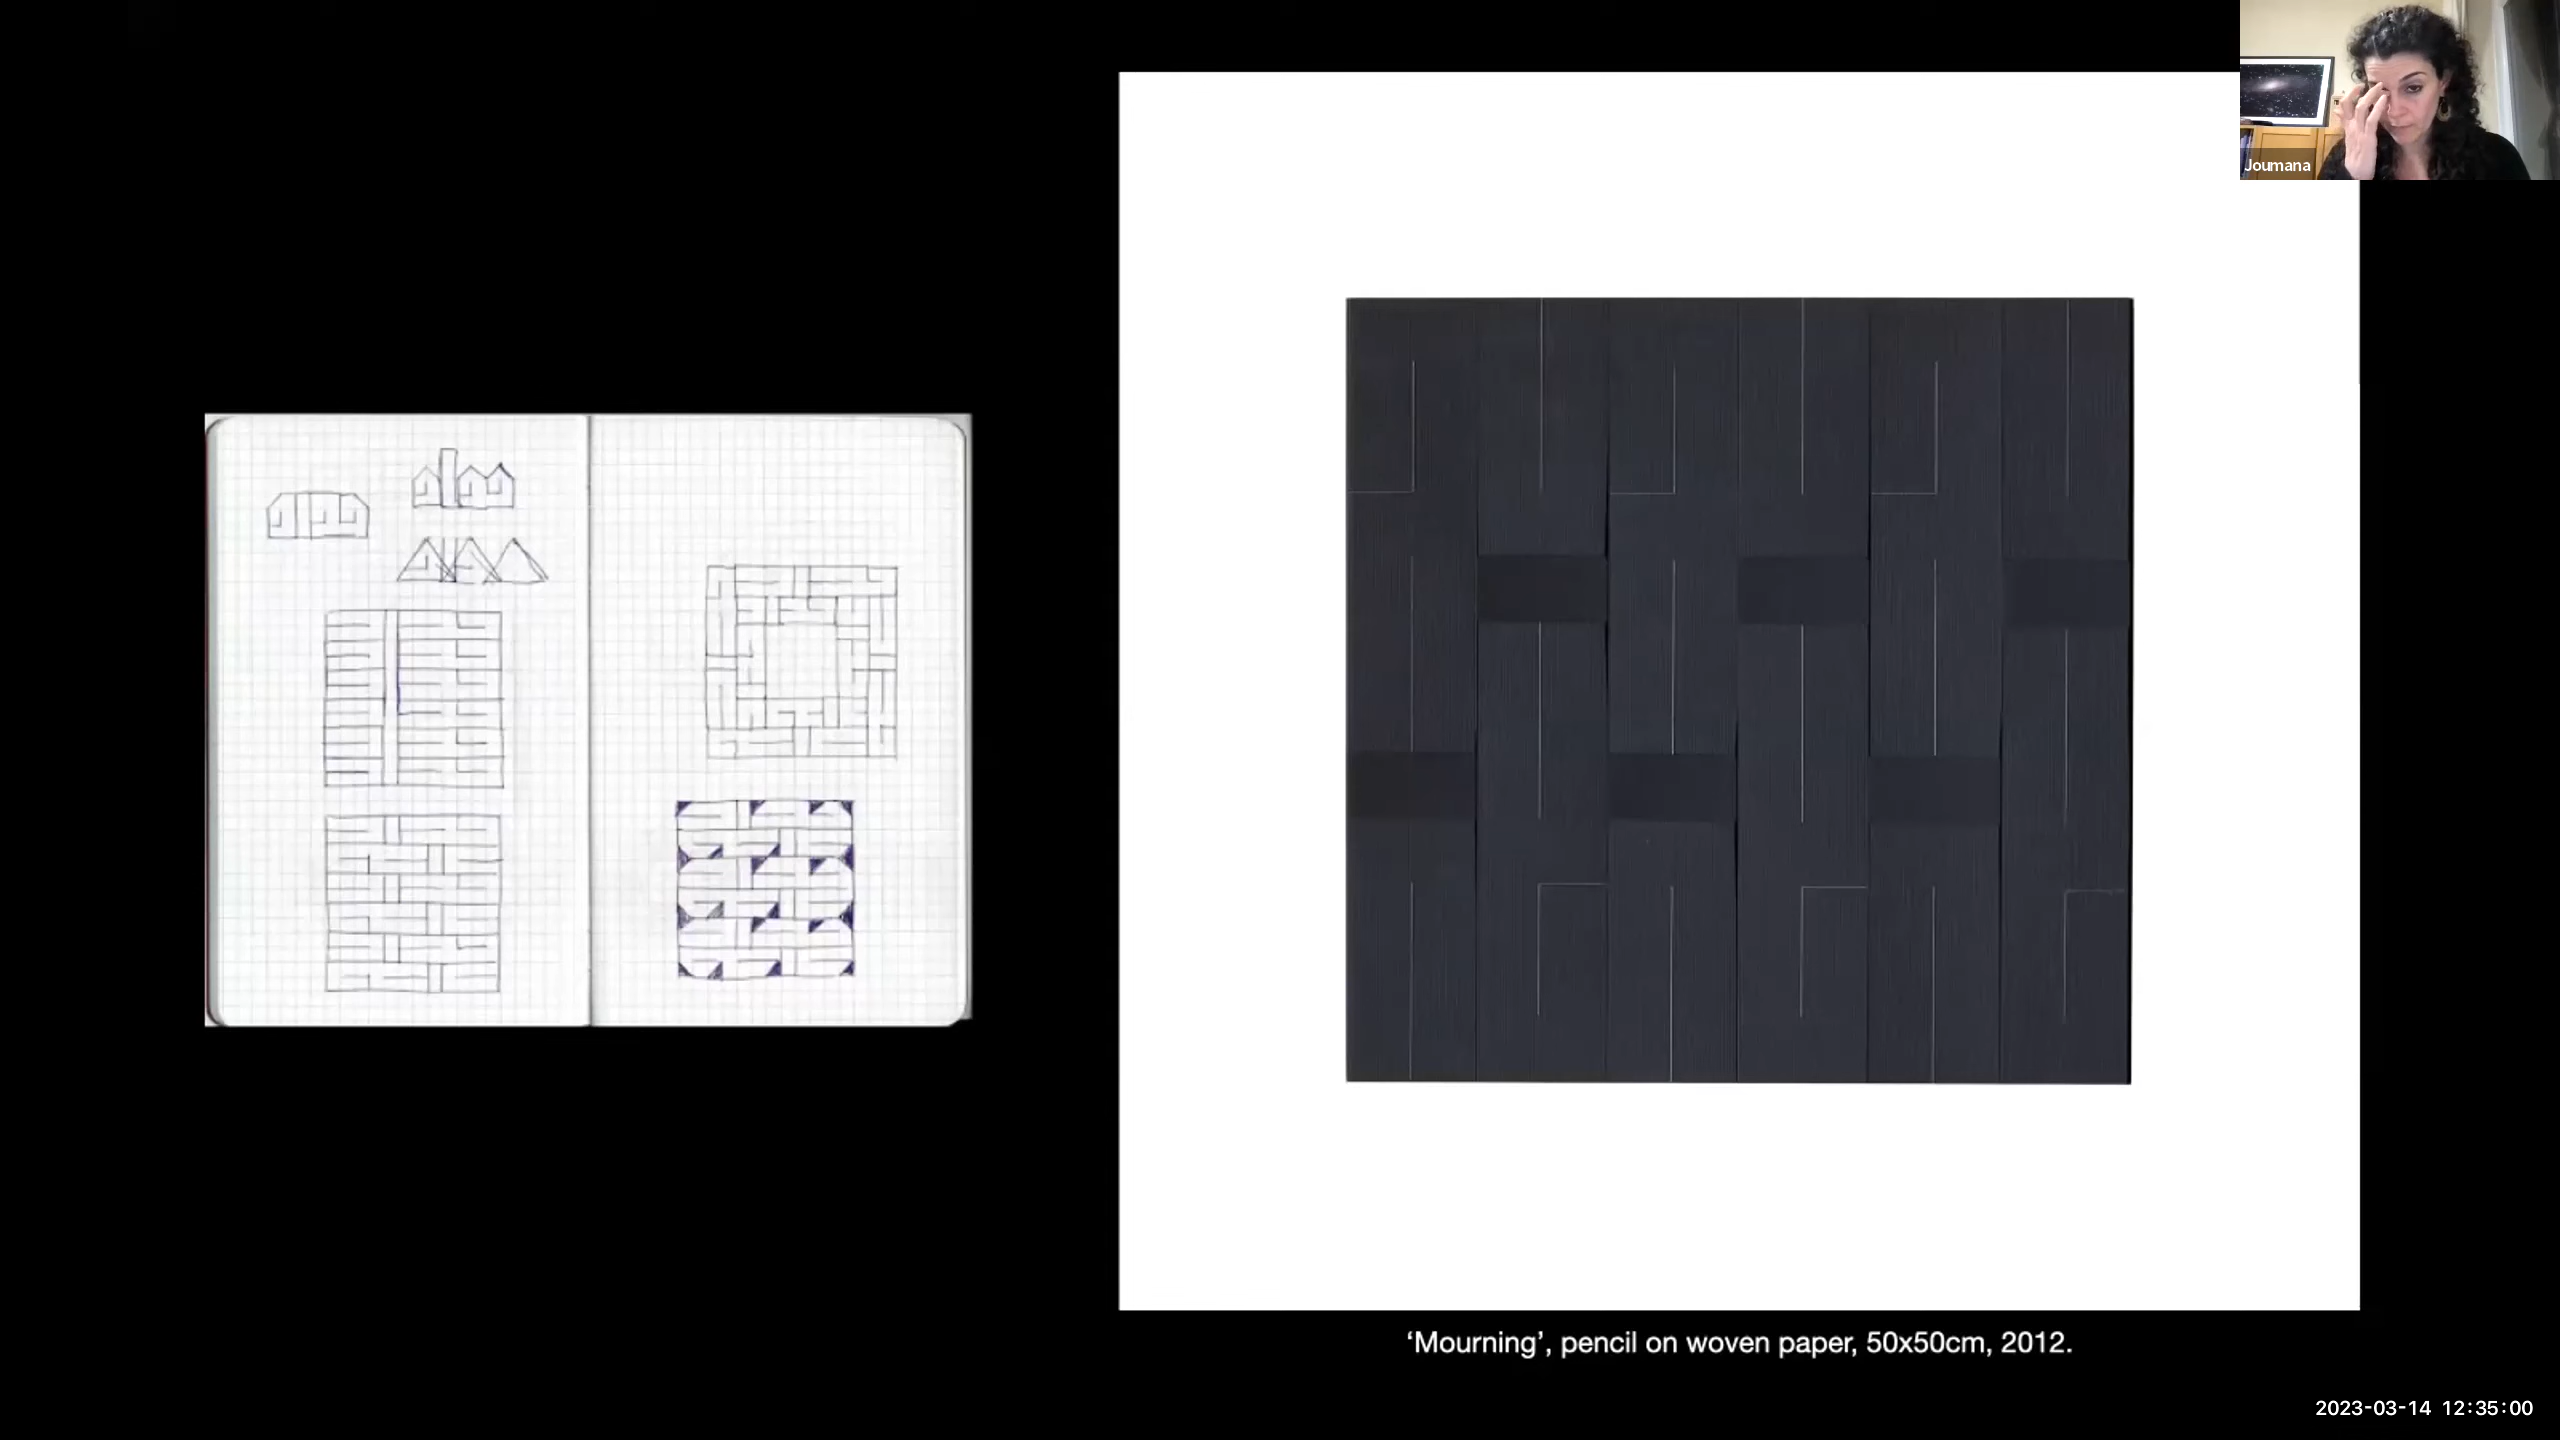 Joumana
‘Mourning’, pencil on woven paper, 50x50cm, 2012.
2023-03-14 12:35:00